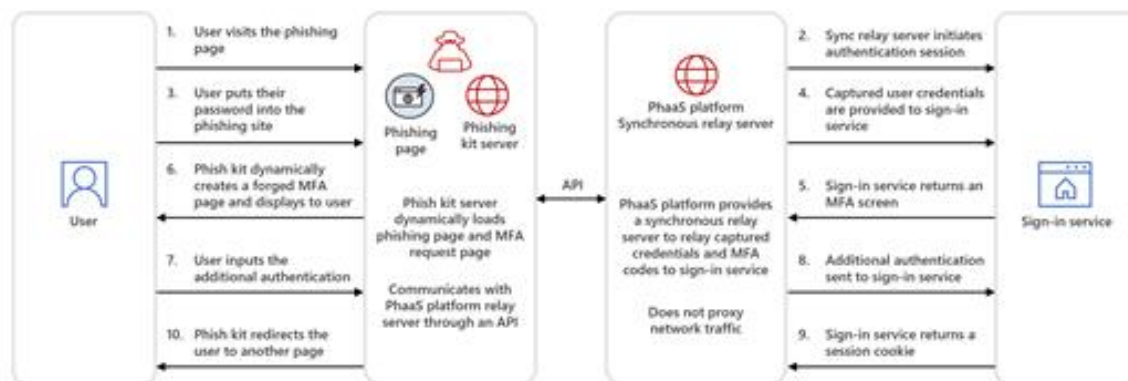 1. User visits the phishing
page
3. User puts their
password into the
phishing site
6. Phish kit dynamically
creates a forged MFA
page and displays to user
7. User inputs the
additional authentication
10. Phish kit redirects the
user to another page
User
Phishing
page
Phishing
kit server
Phish kit server
dynamically loads
phishing page and MFA
request page
Communicates with
PhaaS platform relay
server through an API
API
PhaaS platform
Synchronous relay server
PhaaS platform provides
a synchronous relay
server to relay captured
credentials and MFA
codes to sign-in service
Does not proxy
network traffic
2. Sync relay server initiates
authentication session
4. Captured user credentials
are provided to sign-in
service
5. Sign-in service returns an
MFA screen
8. Additional authentication
sent to sign-in service
9. Sign-in service returns a
session cookie
Sign-in service